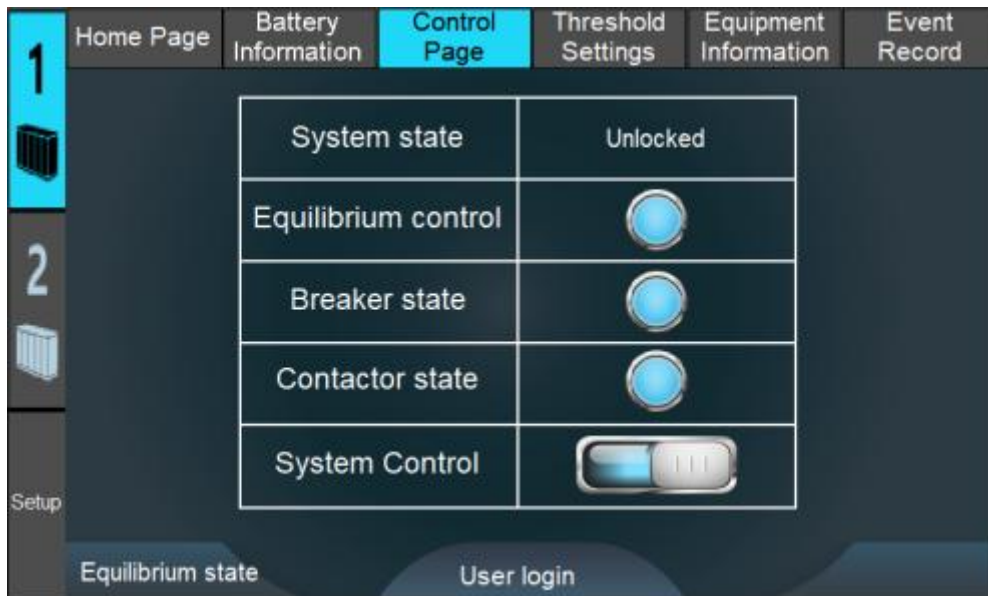 1
Home Page
Battery
Information
Control
Page
Threshold
Settings
Equipment
Information
Event
Record
System state
Unlocked
Equilibrium control
2
Breaker state
Contactor state
System Control
Setup
Equilibrium state
User login